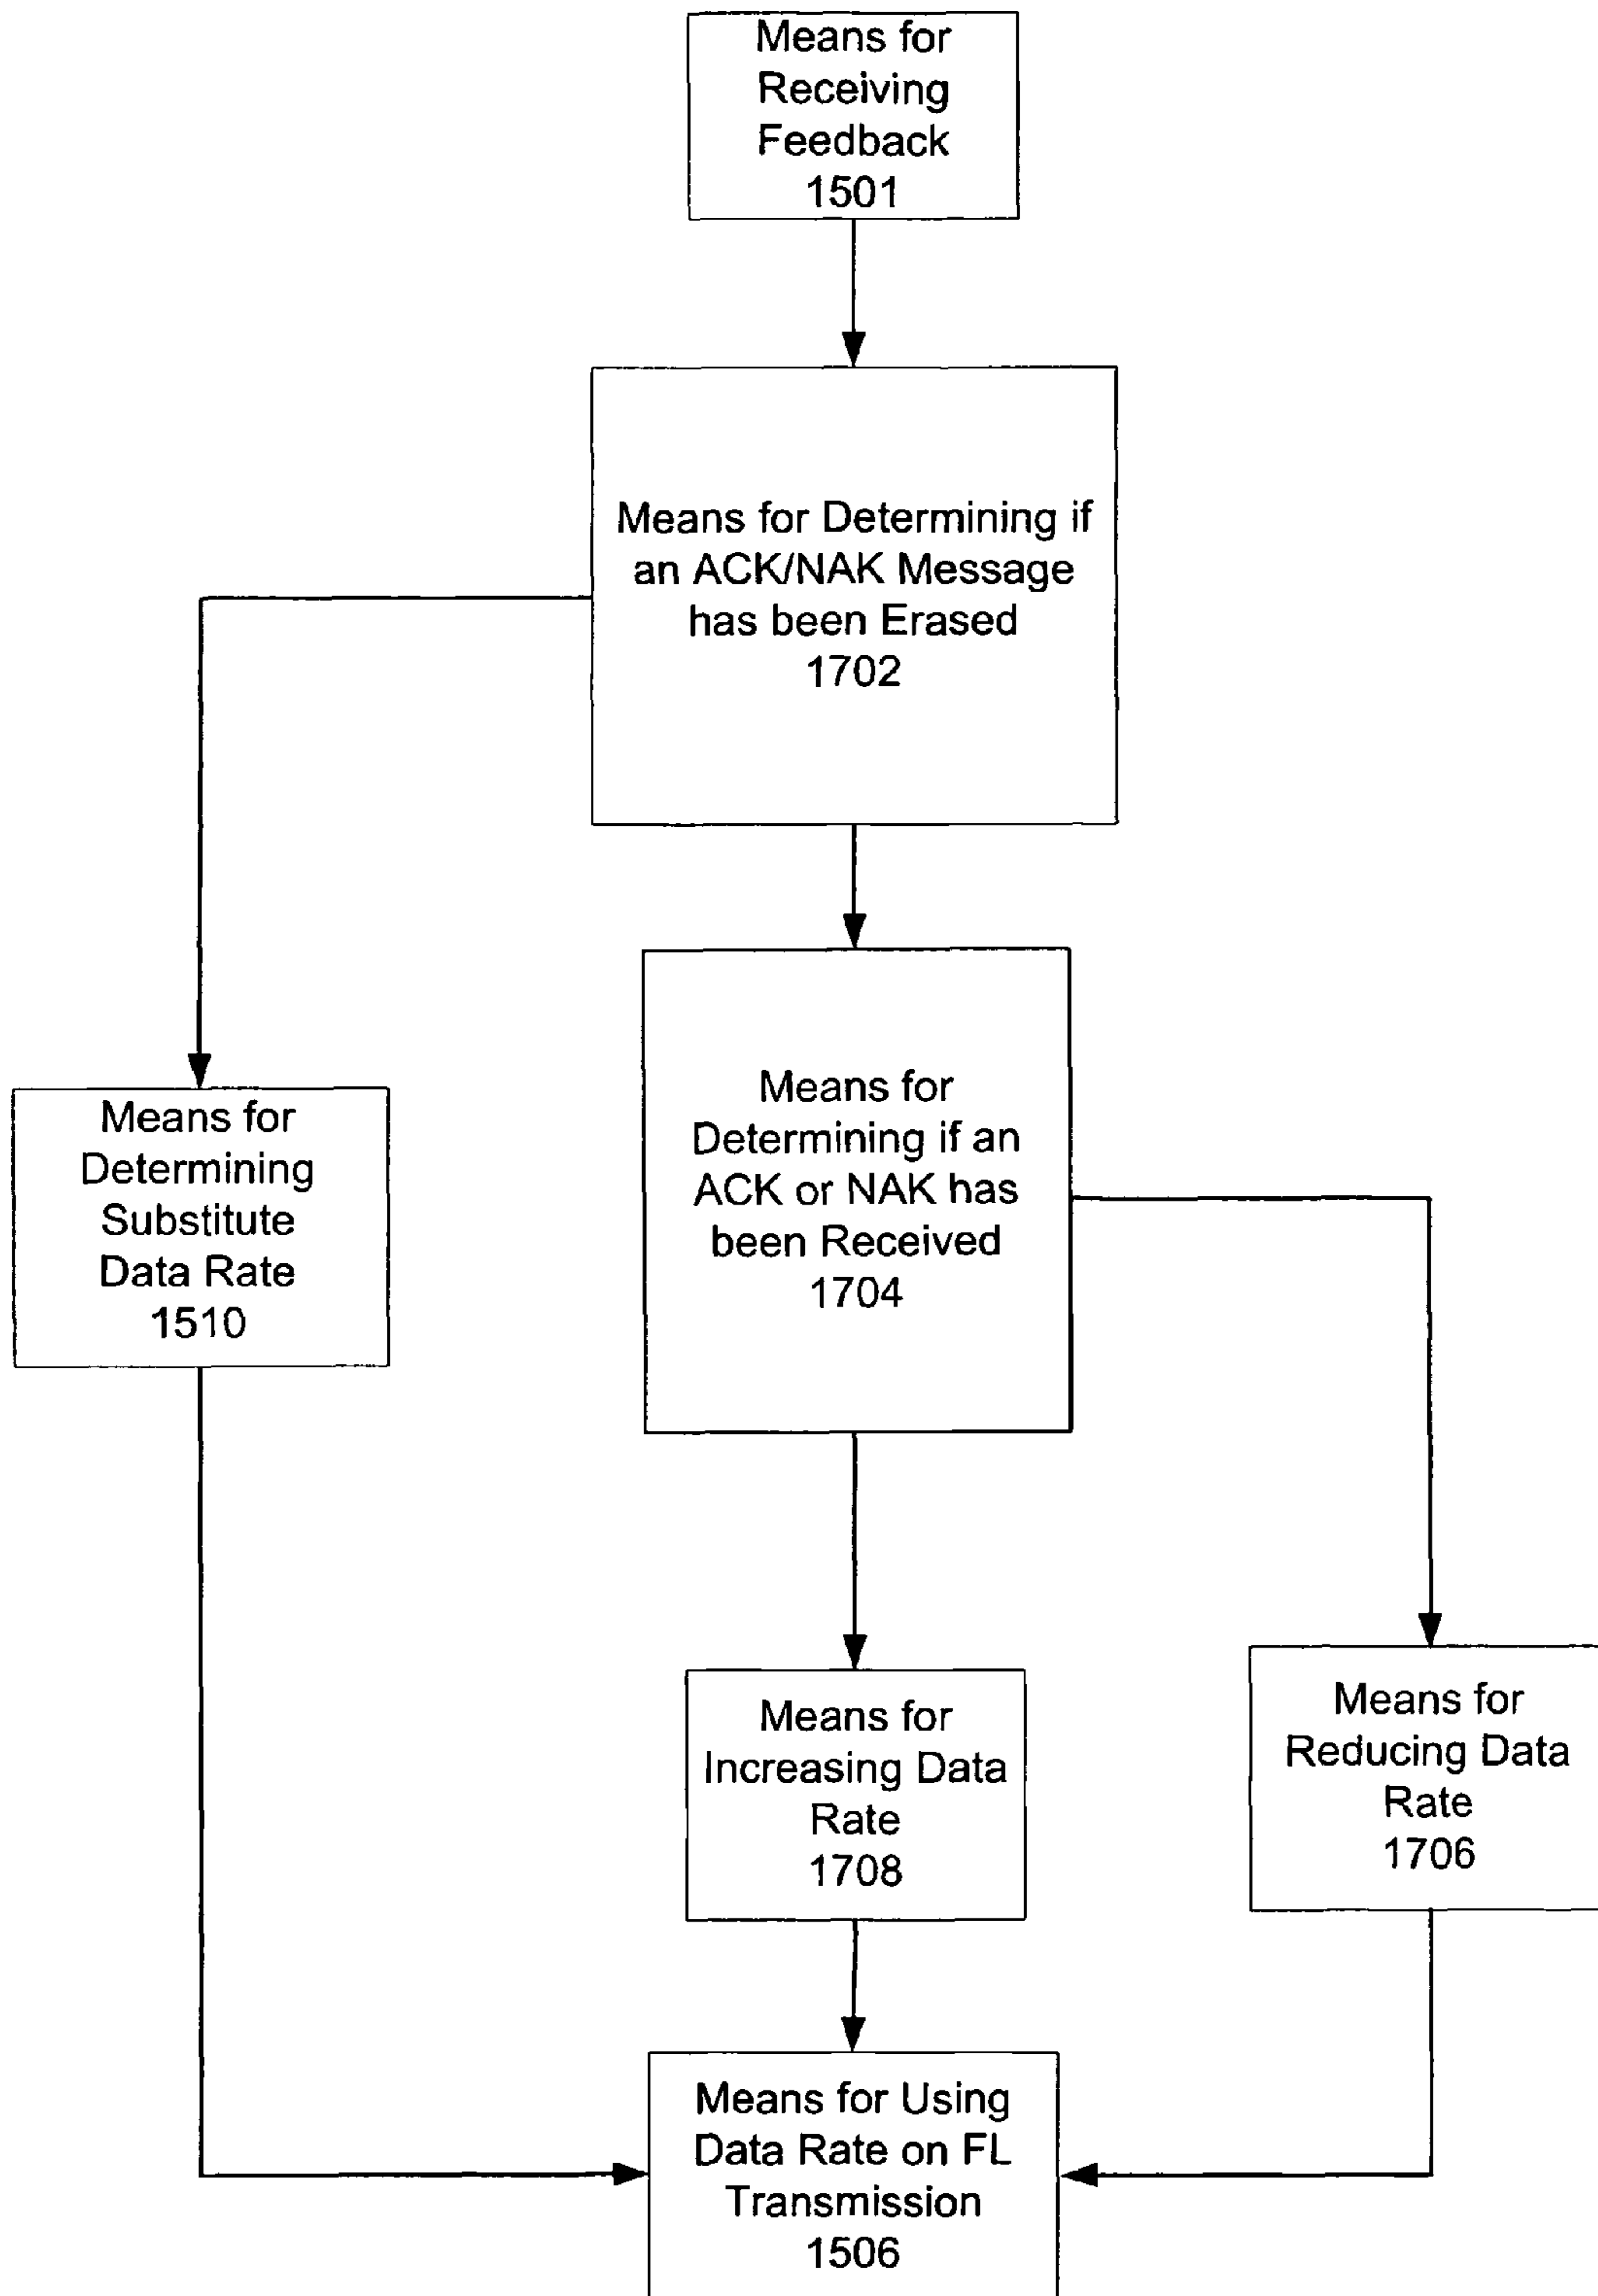 Means for
Receiving
Feedback
1501
Means for Determining if
an ACK/NAK Message
has been Erased
1702
Means for
Determining
Substitute
Data Rate
1510
Means for
Determining if an
ACK or NAK has
been Received
1704
Means for
Increasing Data
Rate
1708
Means for
Reducing Data
Rate
1706
Means for Using
Data Rate on FL
Transmission
1506